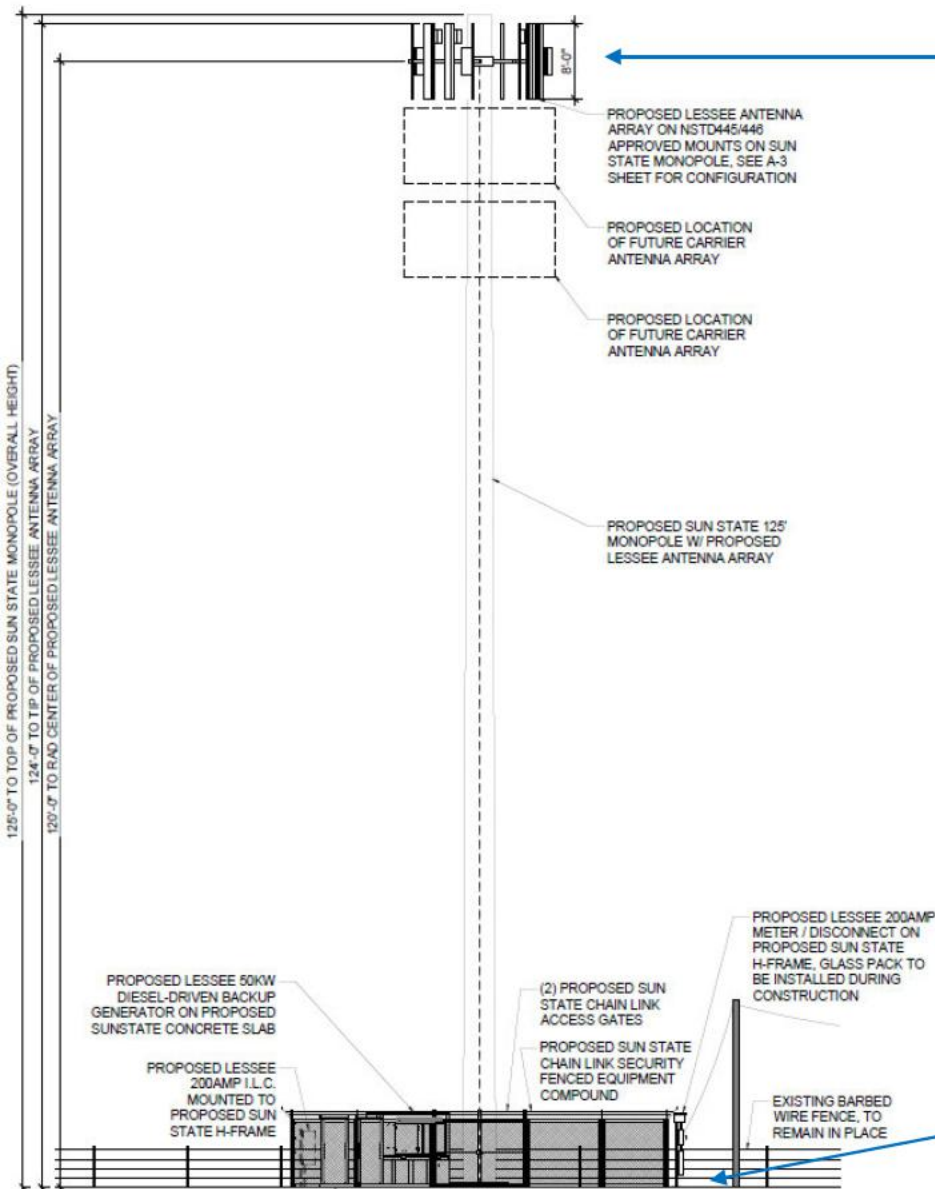 8'-0"
PROPOSED LESSEE ANTENNA
ARRAY ON NSTD445/446
APPROVED MOUNTS ON SUN
STATE MONOPOLE, SEE A-3
SHEET FOR CONFIGURATION
PROPOSED LOCATION
OF FUTURE CARRIER
ANTENNA ARRAY
PROPOSED LOCATION
OF FUTURE CARRIER
ANTENNA ARRAY
125'-0" TO TOP OF PROPOSED SUN STATE MONOPOLE (OVERALL HEIGHT)
124'-0" TO TIP OF PROPOSED LESSEE ANTENNA ARRAY
120'-0" TO RAD CENTER OF PROPOSED LESSEE ANTENNA ARRAY
PROPOSED SUN STATE 125'
MONOPOLE W/ PROPOSED
LESSEE ANTENNA ARRAY
PROPOSED LESSEE 200AMP
METER / DISCONNECT ON
PROPOSED SUN STATE
H-FRAME, GLASS PACK TO
BE INSTALLED DURING
CONSTRUCTION
PROPOSED LESSEE 50KW
DIESEL-DRIVEN BACKUP
GENERATOR ON PROPOSED
SUNSTATE CONCRETE SLAB
(2) PROPOSED SUN
STATE CHAIN LINK
ACCESS GATES
PROPOSED SUN STATE
CHAIN LINK SECURITY
FENCED EQUIPMENT
COMPOUND
PROPOSED LESSEE
200AMP I.L.C.
MOUNTED TO
PROPOSED SUN
STATE H-FRAME
EXISTING BARBED
WIRE FENCE, TO
REMAIN IN PLACE